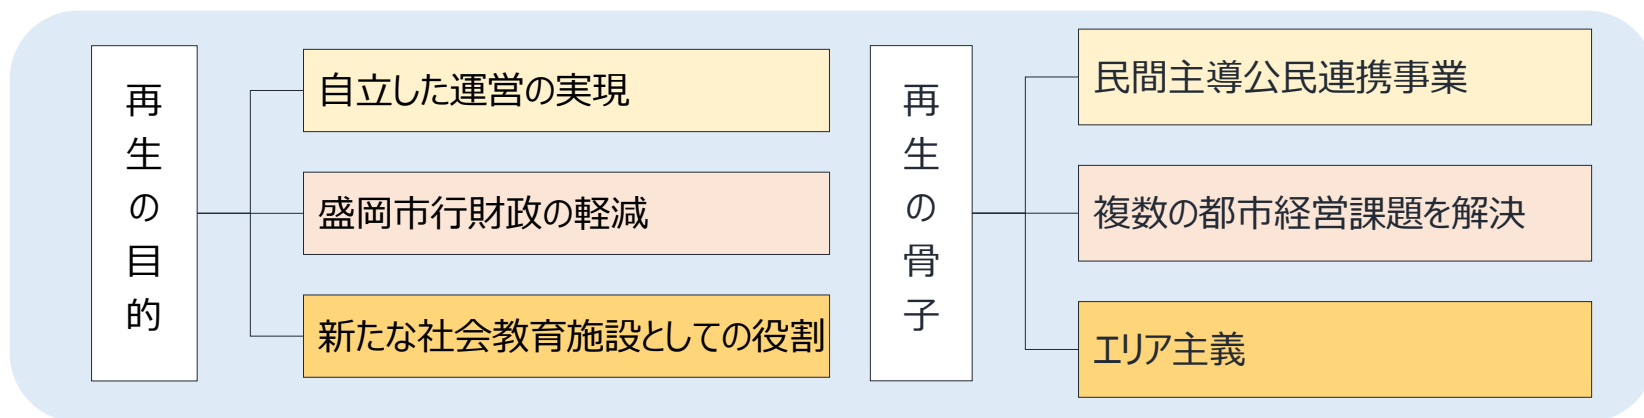 再生の目的
自立した運営の実現
盛岡市行財政の軽減
新たな社会教育施設としての役割
再生の骨子
民間主導公民連携事業
複数の都市経営課題を解決
エリア主義